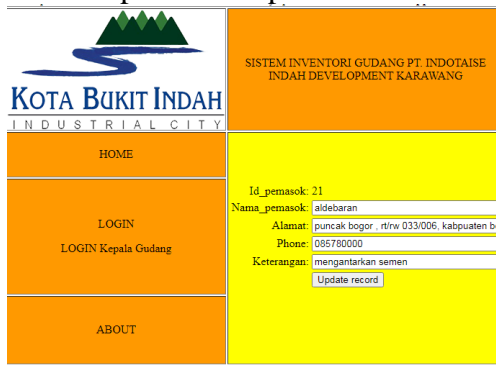 KOTA BUKIT INDAH
INDUSTRIAL CITY
SISTEM INVENTORI GUDANG PT. INDOTAISE
INDAH DEVELOPMENT KARAWANG
HOME
LOGIN
LOGIN Kepala Gudang
ABOUT
Id_pemasok: 21
Nama_pemasok: aldebaran
Alamat: puncak bogor , rt/rw 033/006, kabpuaten
Phone: 085780000
Keterangan: mengantarkan semen
Update record